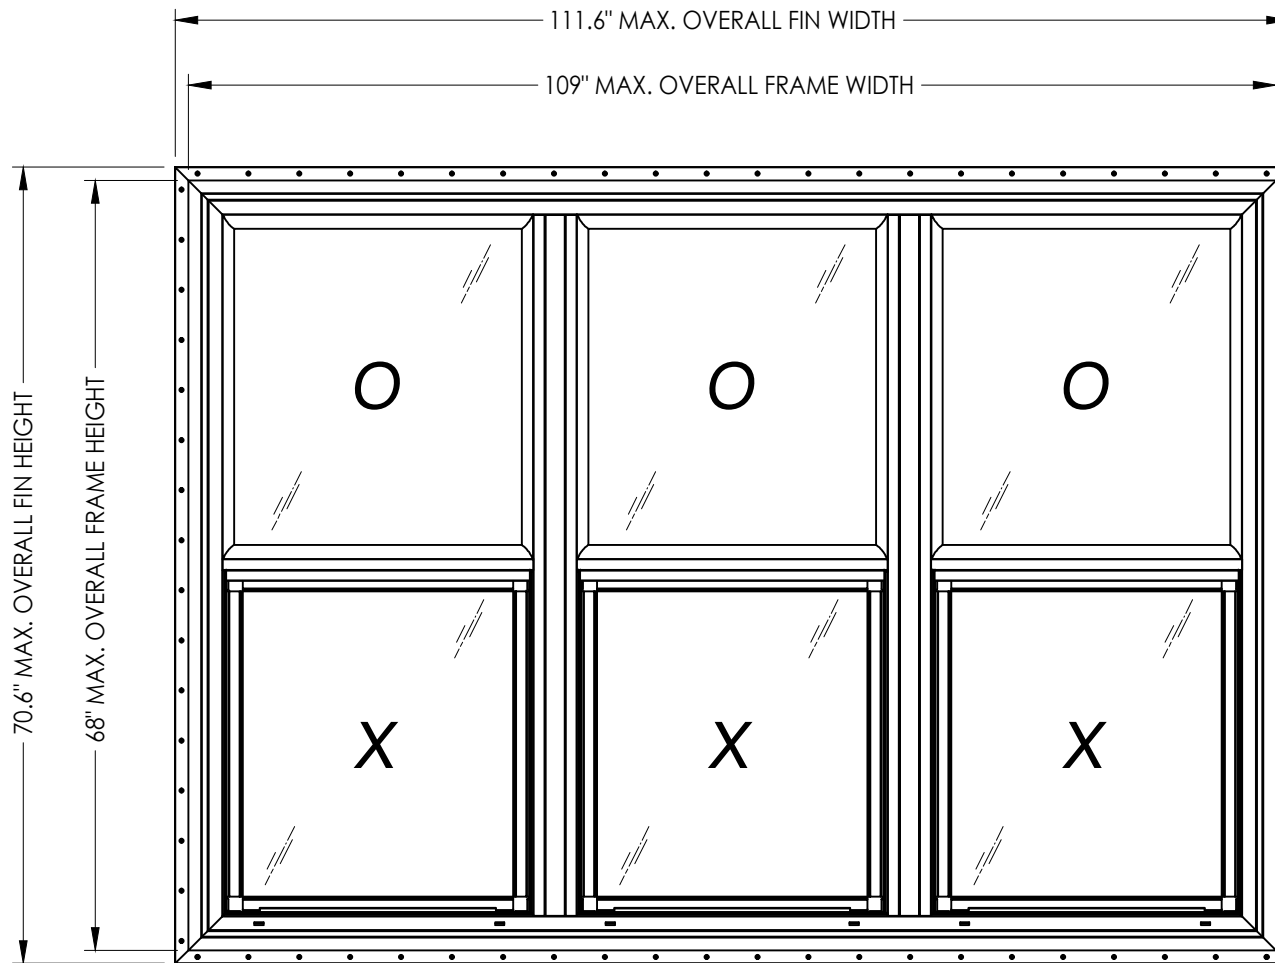 111.6" MAX. OVERALL FIN WIDTH
109" MAX. OVERALL FRAME WIDTH
70.6" MAX. OVERALL FIN HEIGHT
68" MAX. OVERALL FRAME HEIGHT
O O O
X X X